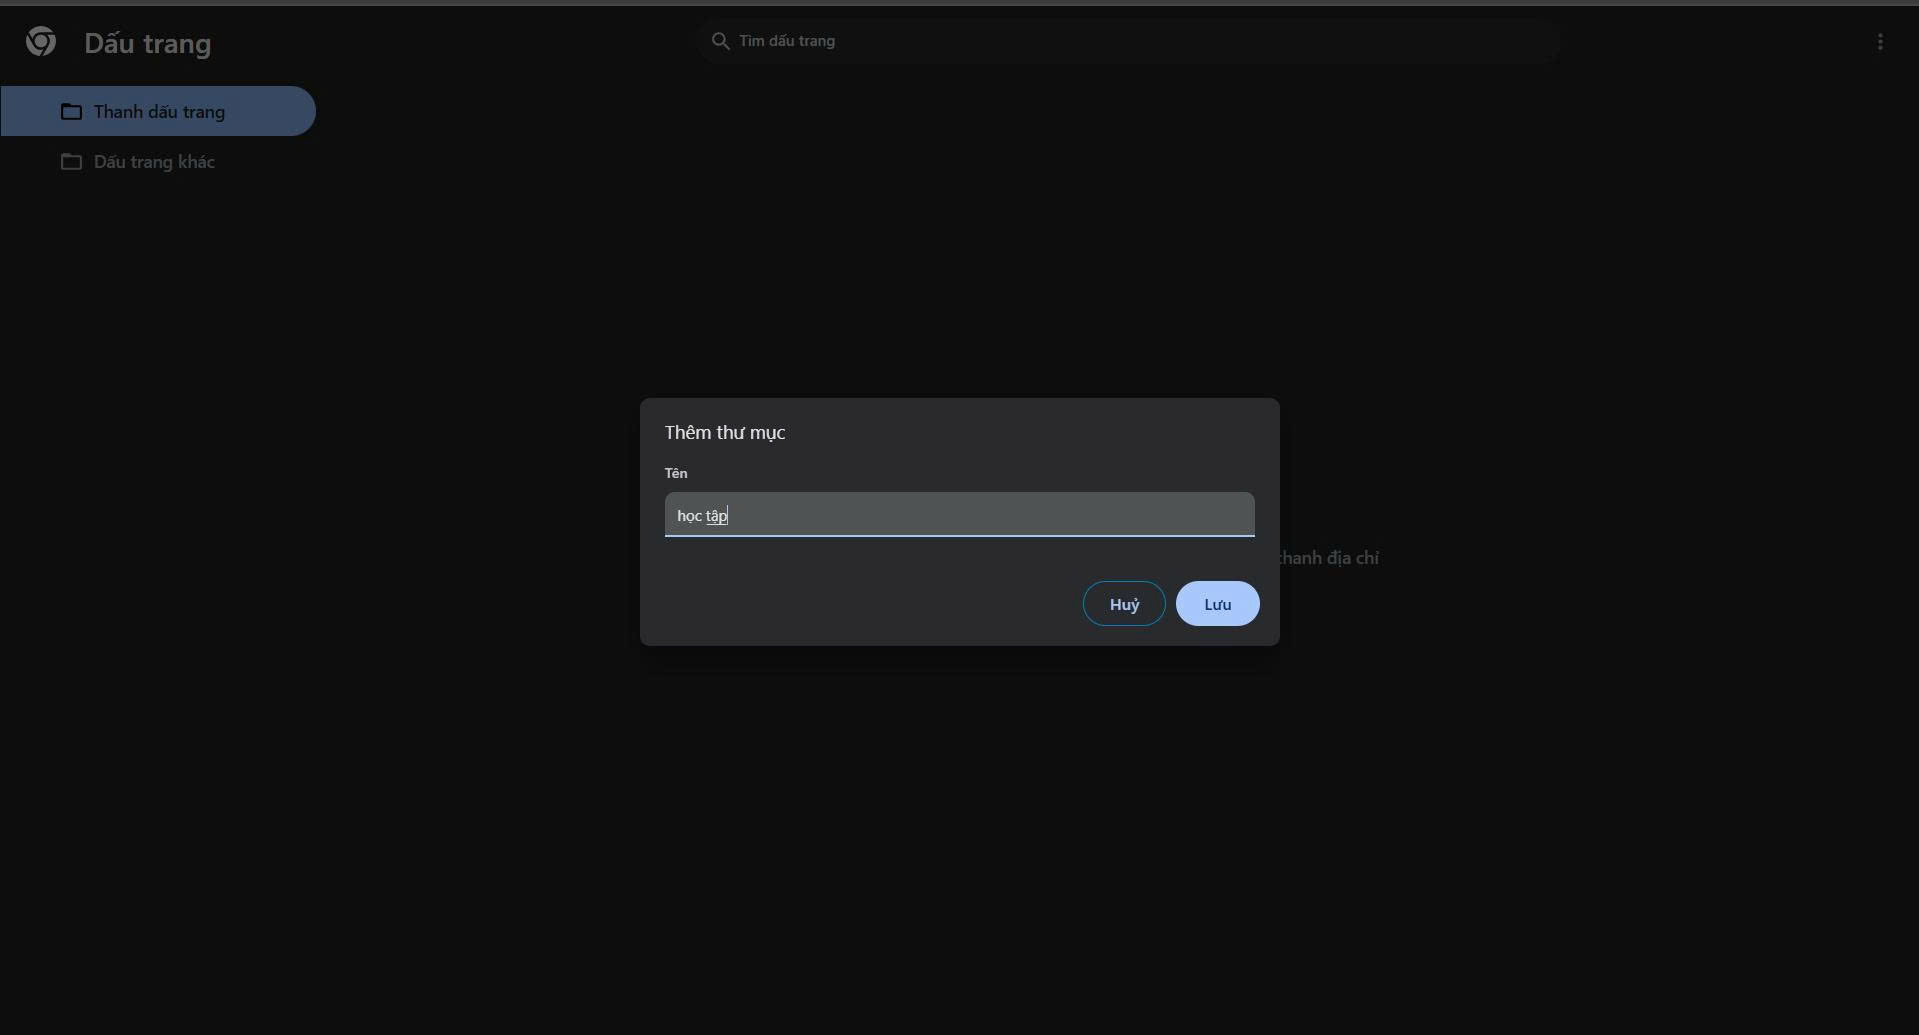 Dấu trang
Tìm dấu trang
Thanh dấu trang
Dấu trang khác
Thêm thư mục
Tên
học tập
thanh địa chỉ
Huỷ
Lưu